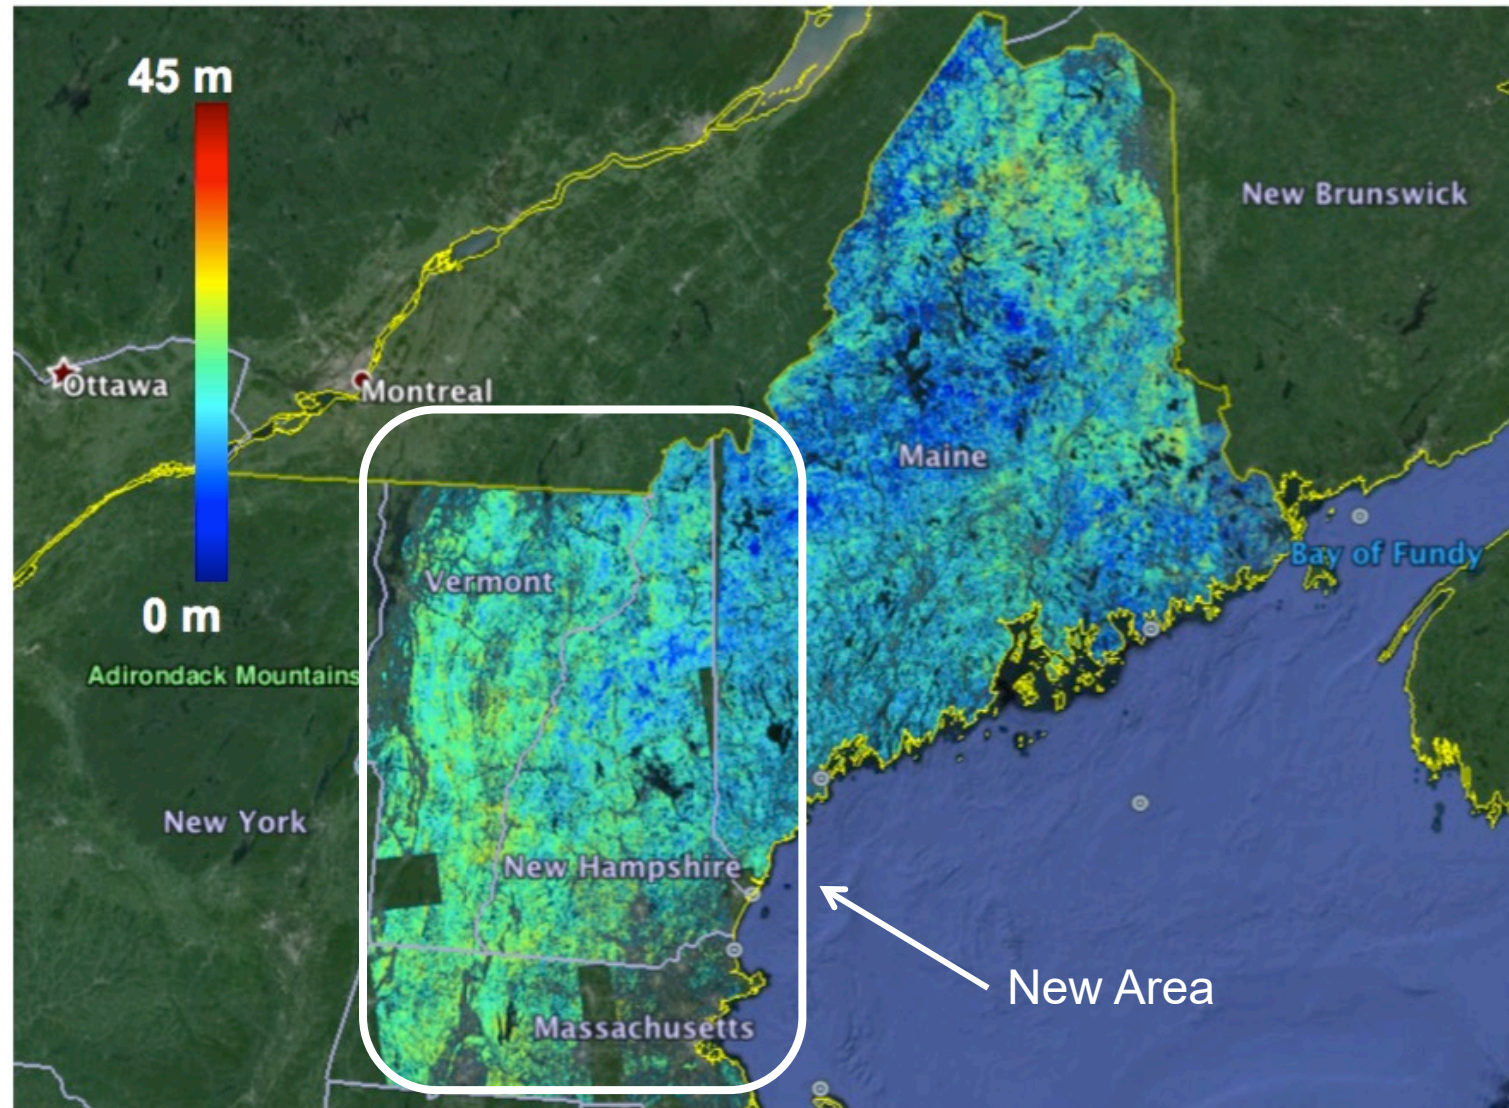 45 m
New Brunswick
Ottawa
Montreal
Maine
Bay of Fundy
Vermont
0 m
Adirondack Mountains
New York
New Hampshire
New Area
Massachusetts